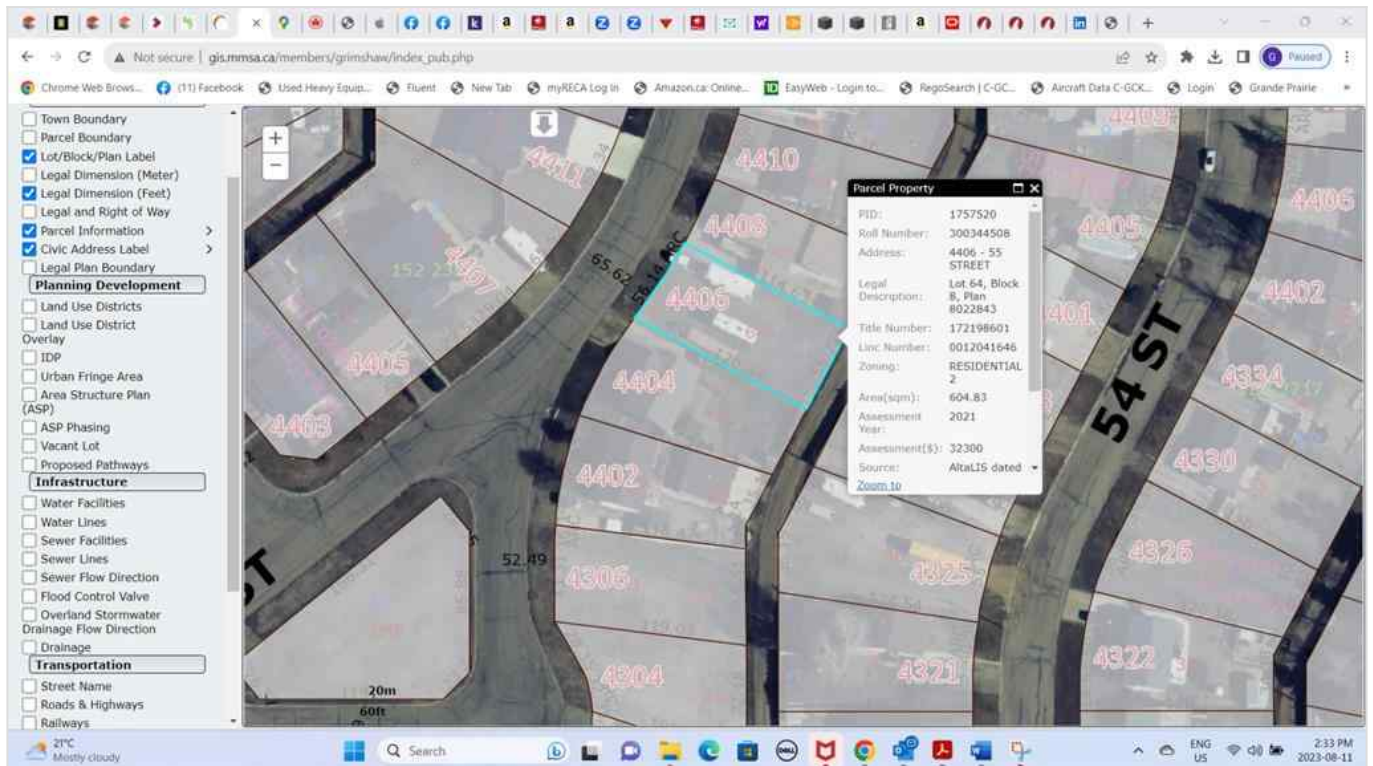 Not secure
gis.mmsa.ca/members/grimshaw/index_pub.php
Paused
Chrome Web Brows...
(11) Facebook
Used Heavy Equip...
Fluent
New Tab
myRECA Log In
Amazon.ca: Online...
EasyWeb - Login to...
RegoSearch | C-GC...
Aircraft Data C-GCK...
Login
Grande Prairie
Town Boundary
Parcel Boundary
Lot/Block/Plan Label
Legal Dimension (Meter)
Legal Dimension (Feet)
Legal and Right of Way
Parcel Information
Civic Address Label
Legal Plan Boundary
Planning Development
Land Use Districts
Land Use District
Overlay
IDP
Urban Fringe Area
Area Structure Plan
(ASP)
ASP Phasing
Vacant Lot
Proposed Pathways
Infrastructure
Water Facilities
Water Lines
Sewer Facilities
Sewer Lines
Sewer Flow Direction
Flood Control Valve
Overland Stormwater
Drainage Flow Direction
Drainage
Transportation
Street Name
Roads & Highways
Railways
+
−
4411
4410
4409
4408
4407
4406
4406
4405
4405
4404
4403
4402
4402
4401
4334
4330
4326
4325
4322
4321
4306
4304
65.62
56.14 ARC
52.49
54 ST
ST
20m
60ft
Parcel Property
PID: 1757520
Roll Number: 300344508
Address: 4406 - 55
STREET
Legal Lot 64, Block
Description: 8, Plan
8022843
Title Number: 172198601
Linc Number: 0012041646
Zoning: RESIDENTIAL
2
Area(sqm): 604.83
Assessment 2021
Year:
Assessment($): 32300
Source: AltaLIS dated
Zoom to
21°C
Mostly cloudy
Search
ENG
US
2:33 PM
2023-08-11